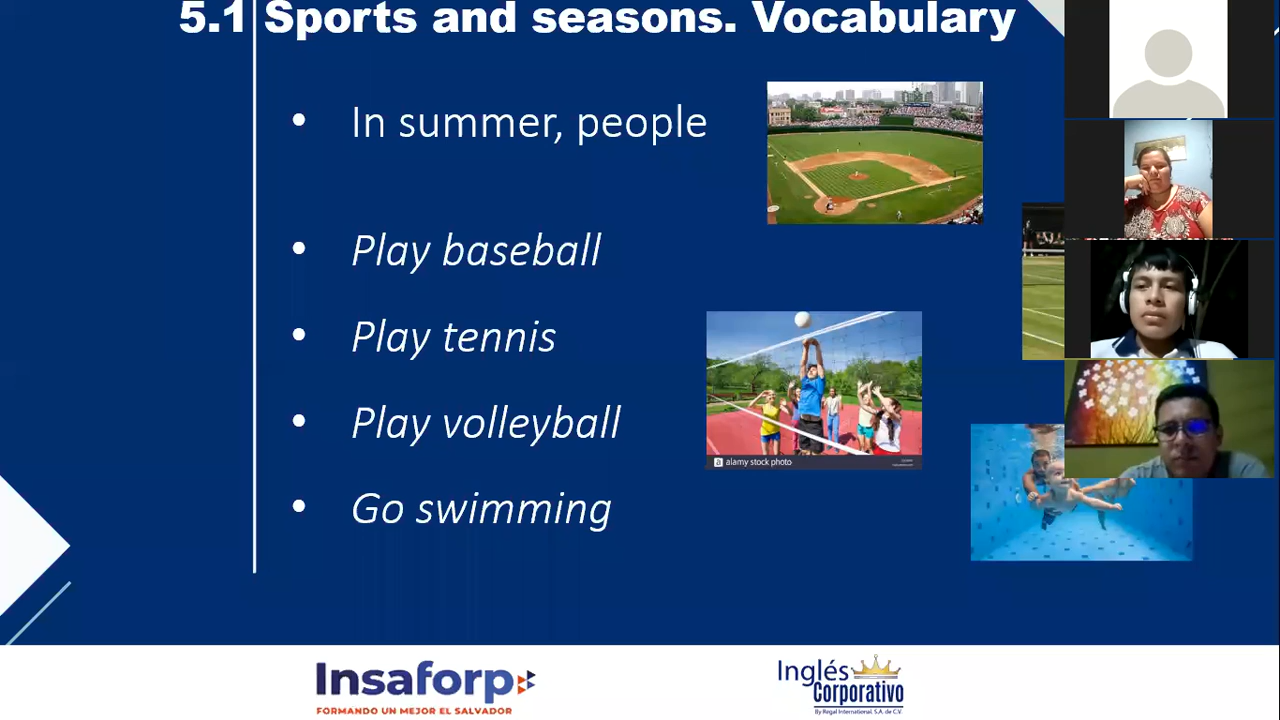 5.1 Sports and seasons. Vocabulary
• In summer, people
• Play baseball
• Play tennis
• Play volleyball
a alamy stock photo
• Go swimming
Insaforp
FORMANDO UN MEJOR EL SALVADOR
Inglés
Corporativo
By Regal International, S.A. de C.V.